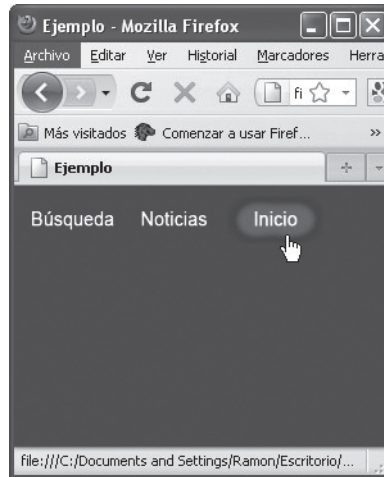 Ejemplo - Mozilla Firefox
Archivo Editar Ver Historial Marcadores Herra
fi
Más visitados Comenzar a usar Firef...
Ejemplo
Búsqueda Noticias Inicio
file:///C:/Documents and Settings/Ramon/Escritorio/...